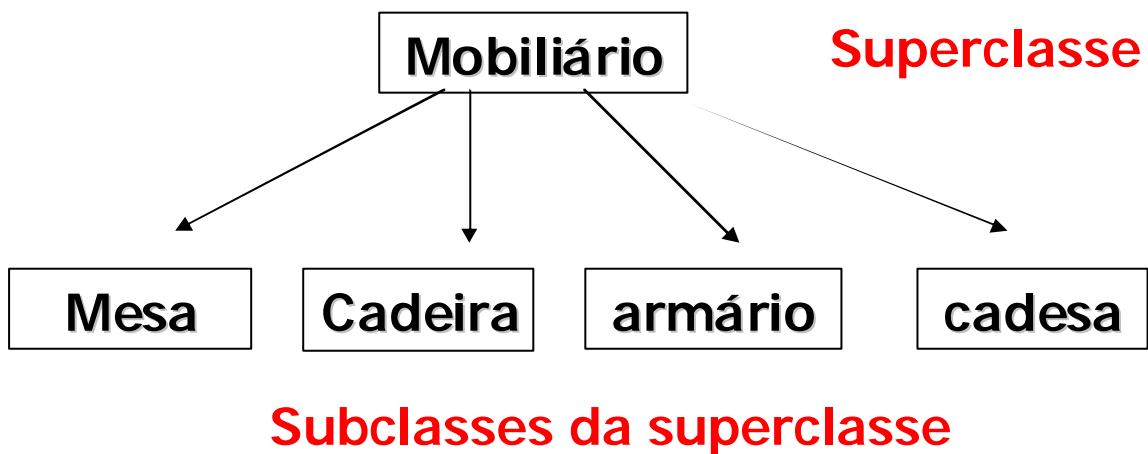 Mobiliário
Superclasse
Mesa
Cadeira
armário
cadesa
Subclasses da superclasse